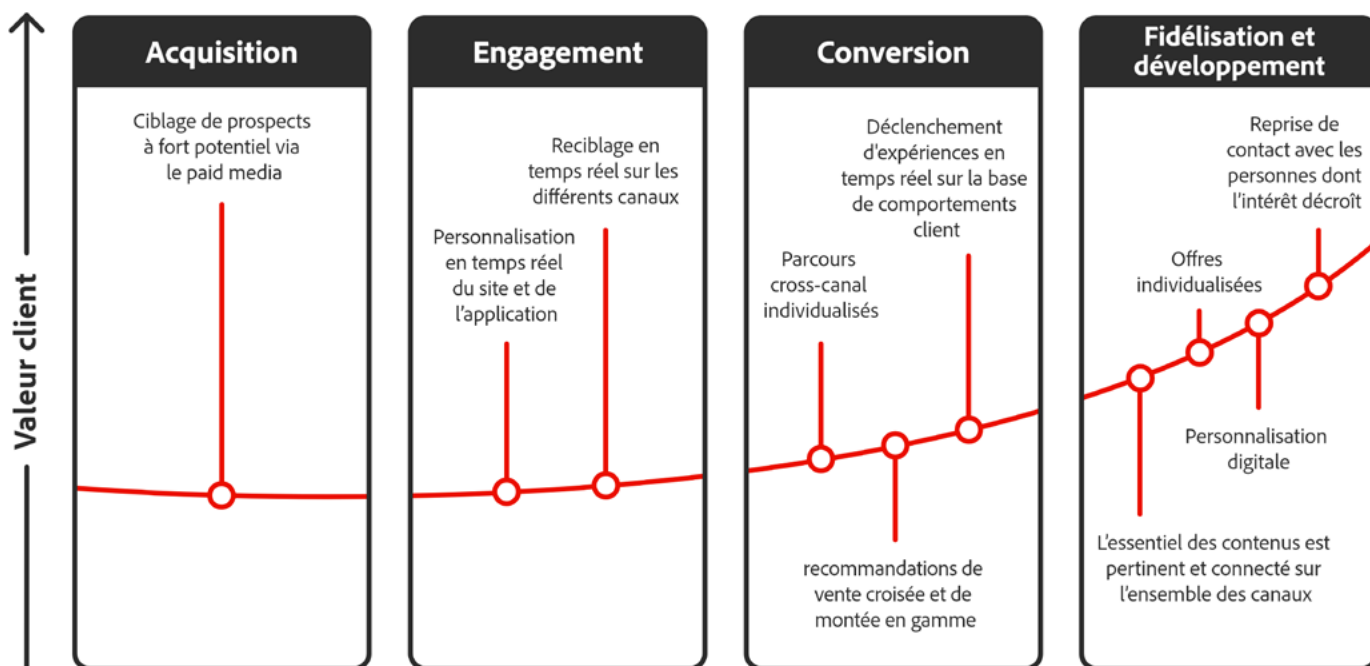 Valeur client
Acquisition
Ciblage de prospects
à fort potentiel via
le paid media
Engagement
Personnalisation
en temps réel
du site et de
l'application
Reciblage en
temps réel sur les
différents canaux
Conversion
Parcours
cross-canal
individualisés
recommandations de
vente croisée et de
montée en gamme
Déclenchement
d'expériences en
temps réel sur la base
de comportements
client
Fidélisation et
développement
L'essentiel des contenus est
pertinent et connecté sur
l'ensemble des canaux
Offres
individualisées
Personnalisation
digitale
Reprise de
contact avec les
personnes dont
l'intérêt décroît